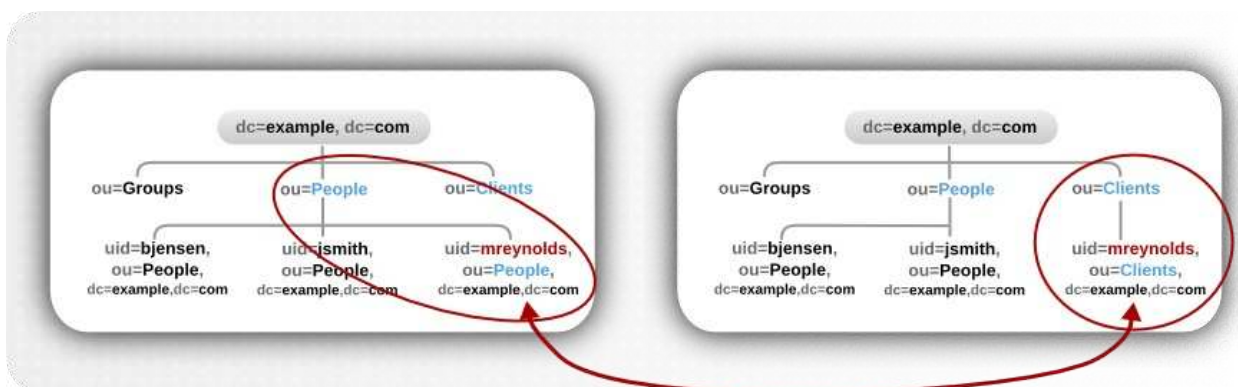 dc=example, dc=com
ou=Groups
ou=People
ou=Clients
uid=bjensen,
ou=People,
dc=example,dc=com
uid=jsmith,
ou=People,
dc=example,dc=com
uid=mreynolds,
ou=People,
dc=example,dc=com
dc=example, dc=com
ou=Groups
ou=People
ou=Clients
uid=bjensen,
ou=People,
dc=example,dc=com
uid=jsmith,
ou=People,
dc=example,dc=com
uid=mreynolds,
ou=Clients,
dc=example,dc=com